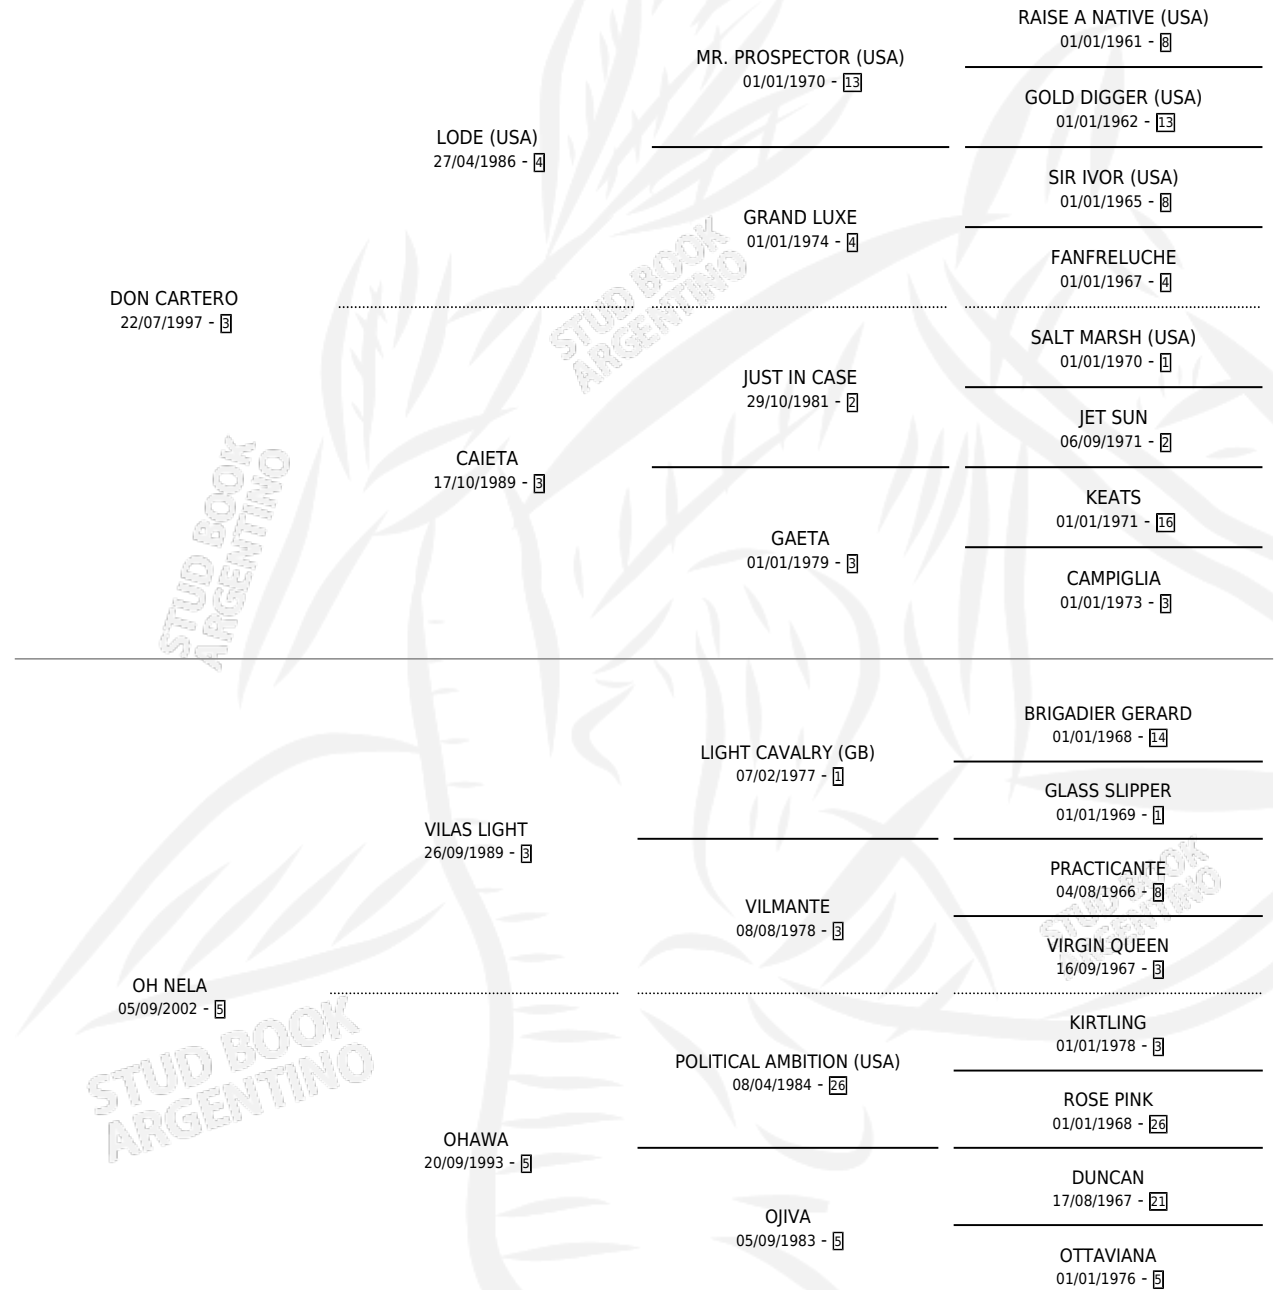 RAISE A NATIVE (USA)
01/01/1961 - 8
MR. PROSPECTOR (USA)
01/01/1970 - 13
GOLD DIGGER (USA)
01/01/1962 - 13
LODE (USA)
27/04/1986 - 4
SIR IVOR (USA)
01/01/1965 - 8
GRAND LUXE
01/01/1974 - 4
FANFRELUCHE
01/01/1967 - 4
DON CARTERO
22/07/1997 - 3
STUD BOOK
ARGENTINO
SALT MARSH (USA)
01/01/1970 - 1
JUST IN CASE
29/10/1981 - 2
JET SUN
06/09/1971 - 2
CAIETA
17/10/1989 - 3
STUD BOOK
ARGENTINO
KEATS
01/01/1971 - 16
GAETA
01/01/1979 - 3
CAMPIGLIA
01/01/1973 - 3
BRIGADIER GERARD
01/01/1968 - 14
LIGHT CAVALRY (GB)
07/02/1977 - 1
GLASS SLIPPER
01/01/1969 - 1
VILAS LIGHT
26/09/1989 - 3
PRACTICANTE
04/08/1966 - 8
STUD BOOK
ARGENTINO
VILMANTE
08/08/1978 - 3
VIRGIN QUEEN
16/09/1967 - 3
OH NELA
05/09/2002 - 5
STUD BOOK
ARGENTINO
KIRTLING
01/01/1978 - 3
POLITICAL AMBITION (USA)
08/04/1984 - 26
ROSE PINK
01/01/1968 - 26
OHAWA
20/09/1993 - 5
DUNCAN
17/08/1967 - 21
OJIVA
05/09/1983 - 5
OTTAVIANA
01/01/1976 - 5